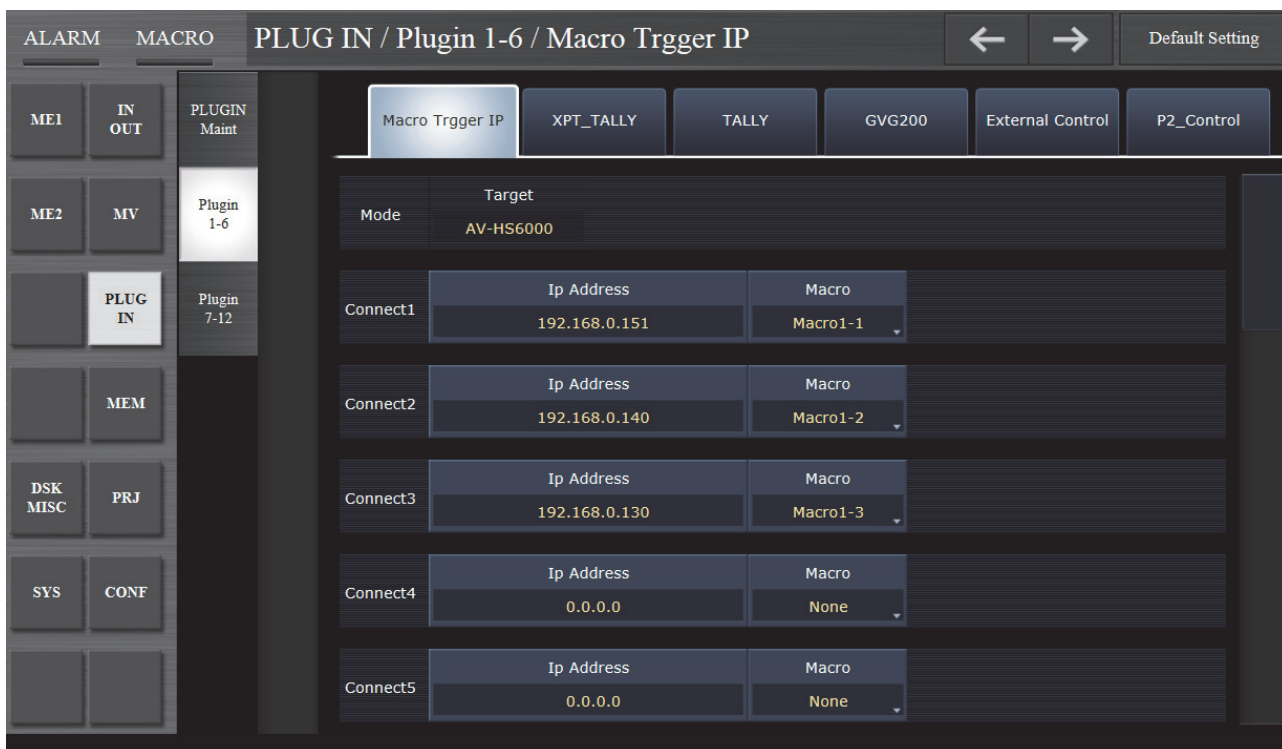 ALARM MACRO PLUG IN / Plugin 1-6 / Macro Trgger IP ← → Default Setting
ME1
IN
OUT
ME2
MV
PLUG
IN
MEM
DSK
MISC
PRJ
SYS
CONF
PLUGIN
Maint
Plugin
1-6
Plugin
7-12
Macro Trgger IP XPT_TALLY TALLY GVG200 External Control P2_Control
Mode
Target
AV-HS6000
Connect1
Ip Address
192.168.0.151
Macro
Macro1-1
Connect2
Ip Address
192.168.0.140
Macro
Macro1-2
Connect3
Ip Address
192.168.0.130
Macro
Macro1-3
Connect4
Ip Address
0.0.0.0
Macro
None
Connect5
Ip Address
0.0.0.0
Macro
None